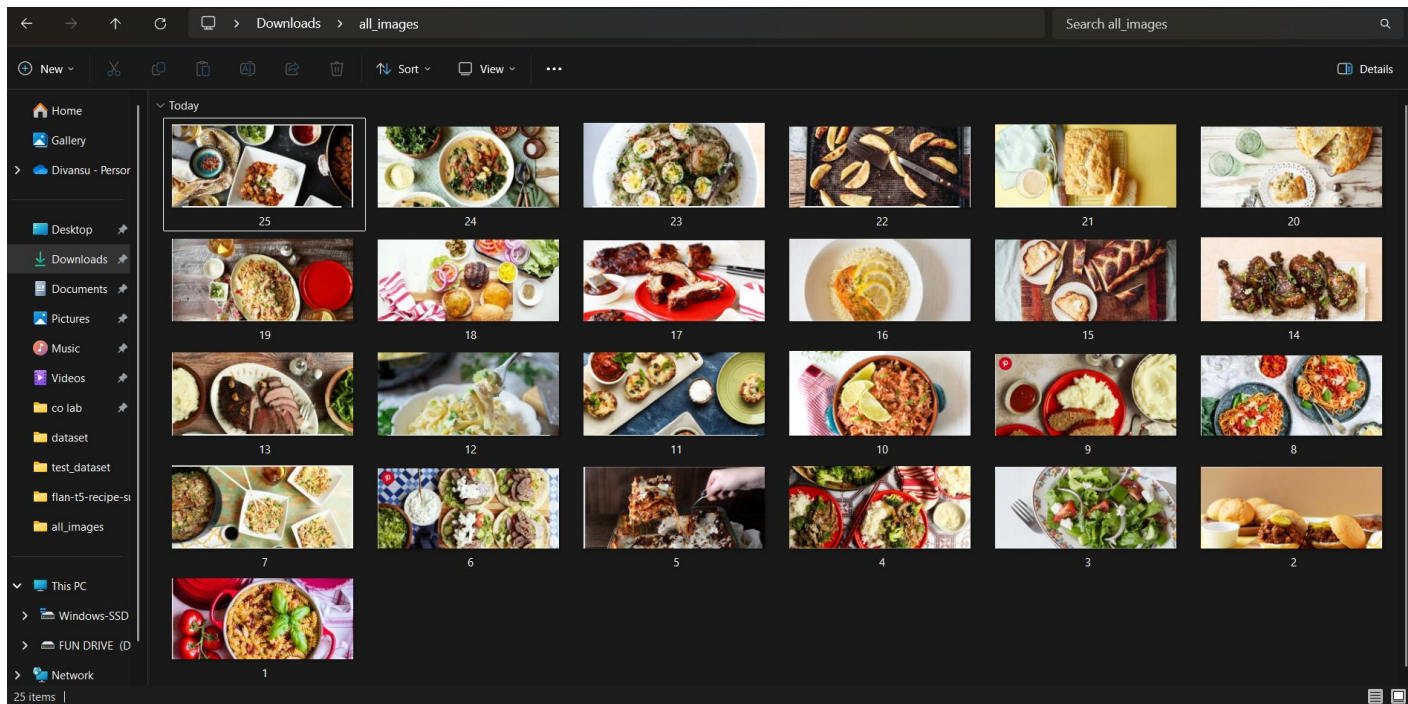 Downloads > all_images
Search all_images
New
Sort
View
Details
Home
Gallery
Divansu - Person
Desktop
Downloads
Documents
Pictures
Music
Videos
co lab
dataset
test_dataset
flan-t5-recipe-su
all_images
This PC
Windows-SSD
FUN DRIVE (D
Network
Today
25
24
23
22
21
20
19
18
17
16
15
14
13
12
11
10
9
8
7
6
5
4
3
2
1
25 items